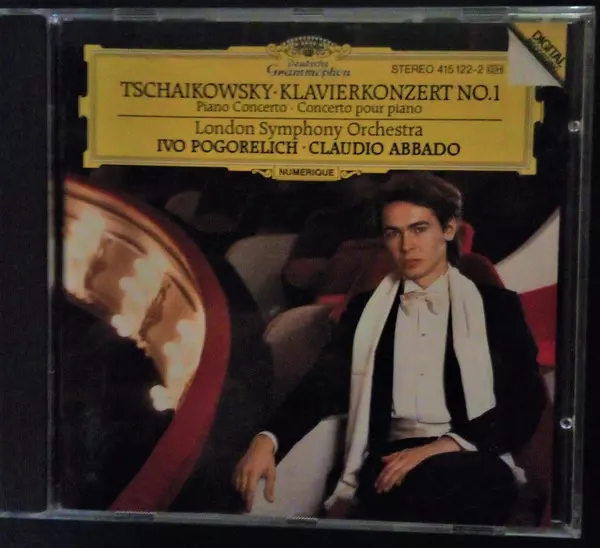 Deutsche
Grammophon
STEREO 415 122-2
TSCHAIKOWSKY · KLAVIERKONZERT NO.1
Piano Concerto · Concerto pour piano
London Symphony Orchestra
IVO POGORELICH · CLAUDIO ABBADO
NUMERIQUE
DIGITAL